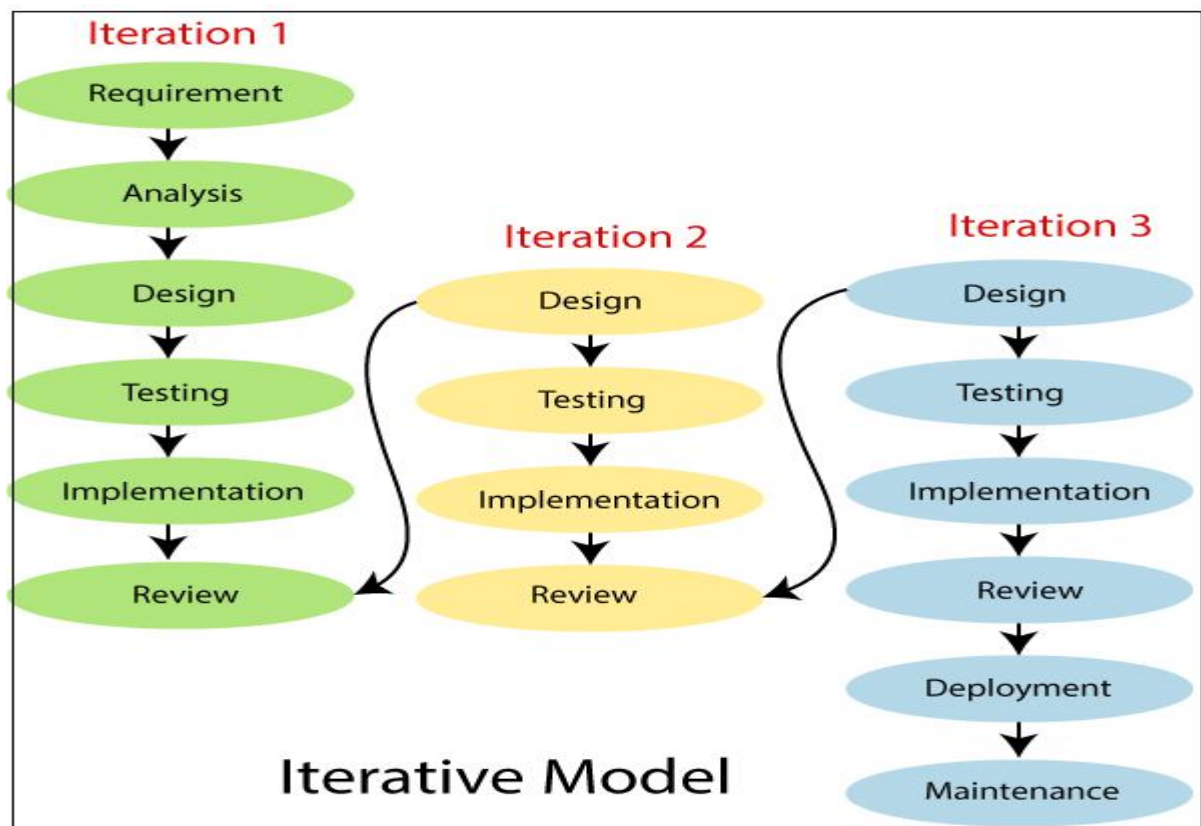 Iteration 1
Requirement
Analysis
Design
Testing
Implementation
Review
Iteration 2
Design
Testing
Implementation
Review
Iteration 3
Design
Testing
Implementation
Review
Deployment
Maintenance
Iterative Model